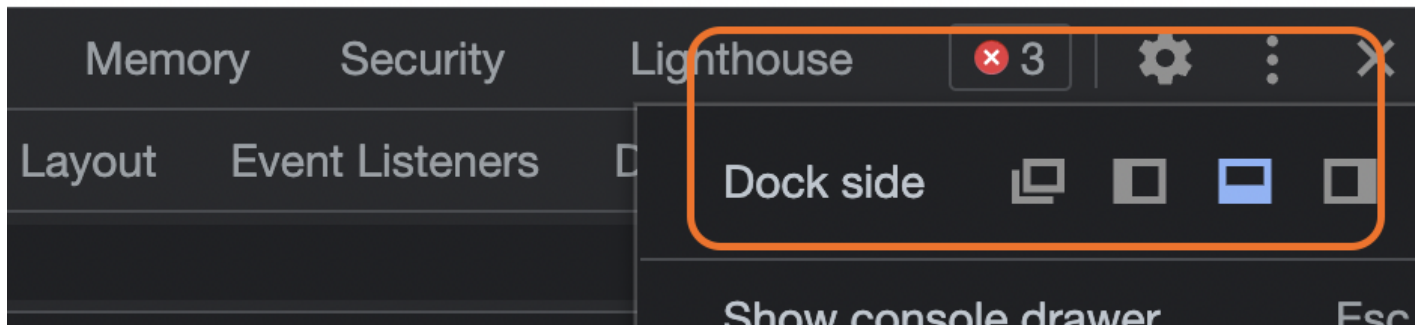 Memory Security Lighthouse 3
Layout Event Listeners D
Dock side
Show console drawer Esc